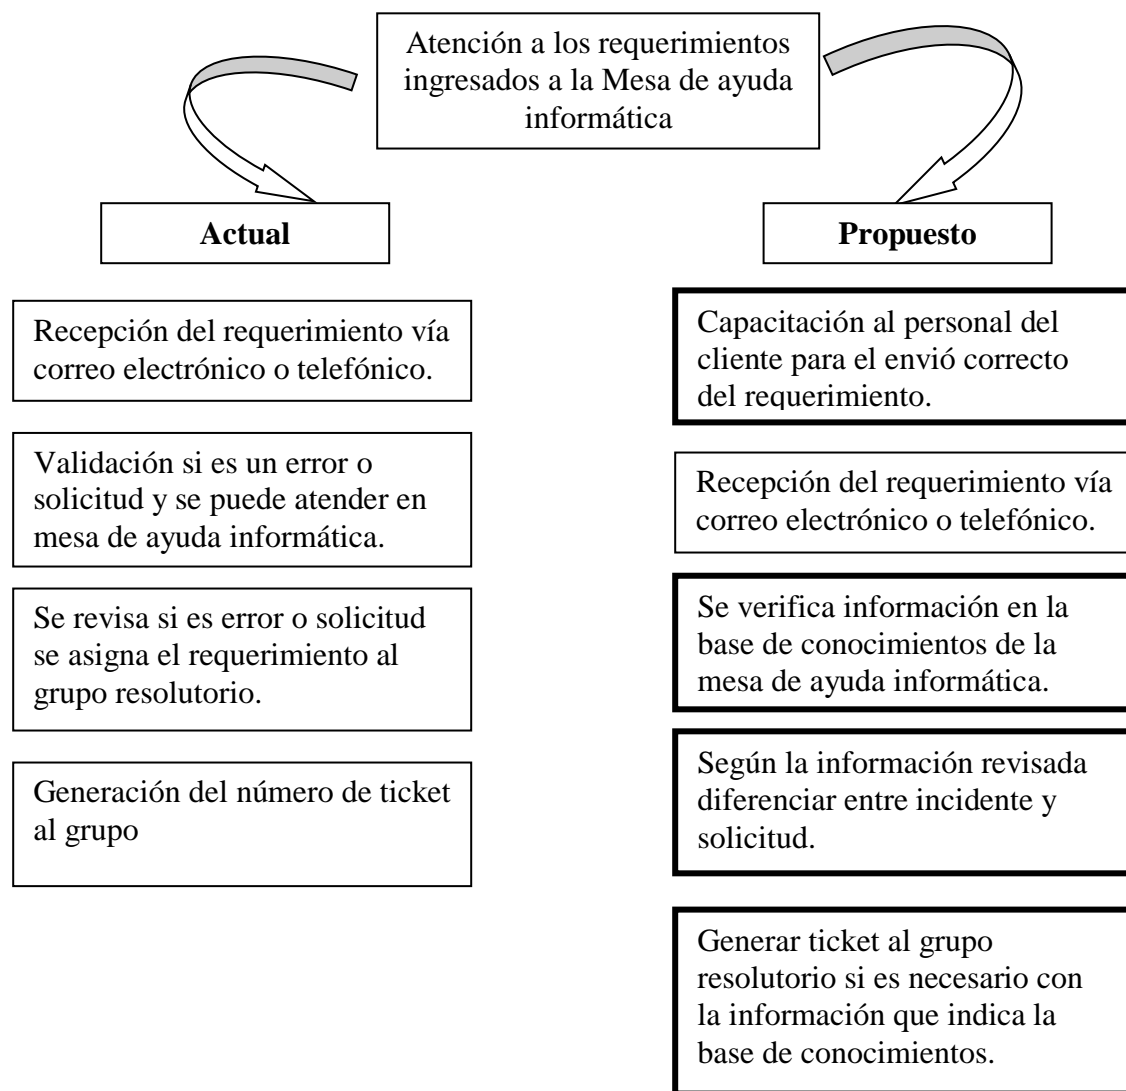 Atención a los requerimientos
ingresados a la Mesa de ayuda
informática
Actual
Recepción del requerimiento vía
correo electrónico o telefónico.
Validación si es un error o
solicitud y se puede atender en
mesa de ayuda informática.
Se revisa si es error o solicitud
se asigna el requerimiento al
grupo resolutorio.
Generación del número de ticket
al grupo
Propuesto
Capacitación al personal del
cliente para el envió correcto
del requerimiento.
Recepción del requerimiento vía
correo electrónico o telefónico.
Se verifica información en la
base de conocimientos de la
mesa de ayuda informática.
Según la información revisada
diferenciar entre incidente y
solicitud.
Generar ticket al grupo
resolutorio si es necesario con
la información que indica la
base de conocimientos.